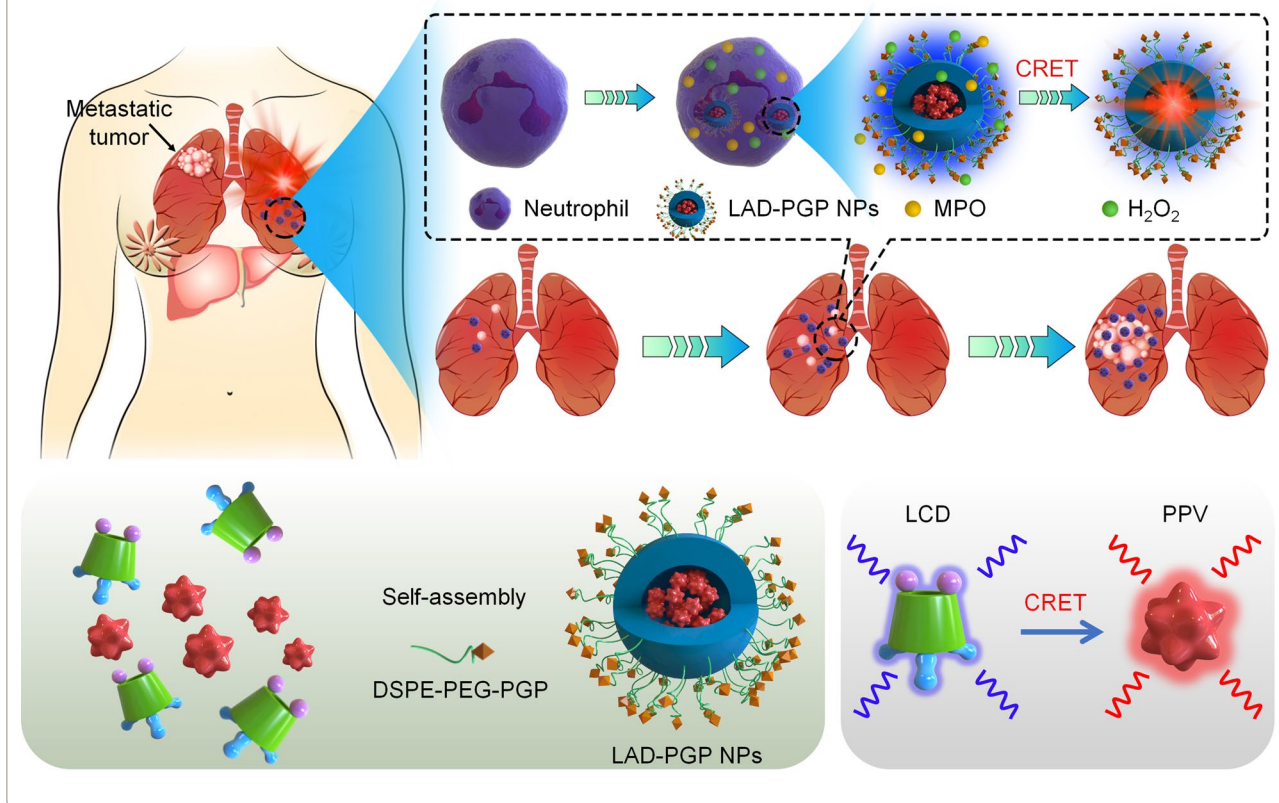 Metastatic
tumor
CRET
Neutrophil
LAD-PGP NPs
MPO
H₂O₂
Self-assembly
DSPE-PEG-PGP
LAD-PGP NPs
LCD
PPV
CRET